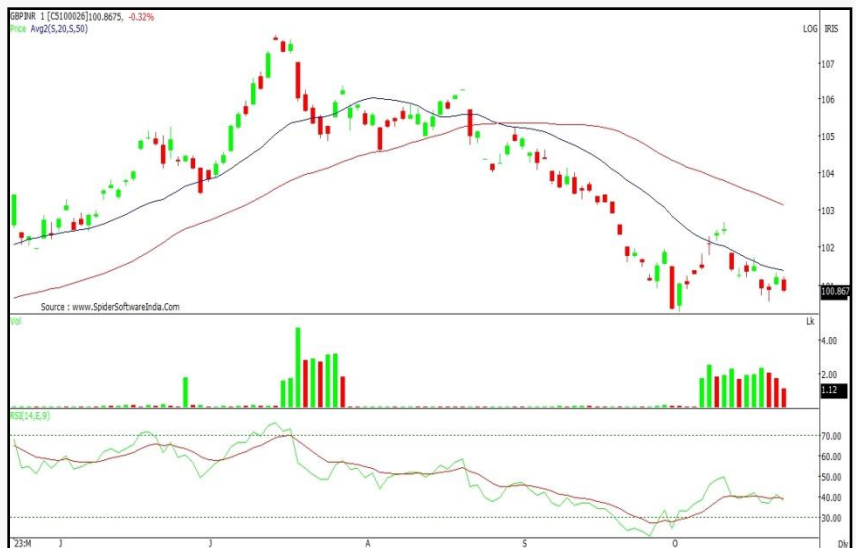 GBPINR 1 [C5100026]100.8675, -0.32%
Price Avg2(S,20,S,50)
LOG IRIS
107
106
105
104
103
102
101
100.867
Source : www.SpiderSoftwareIndia.Com
Vol
Lk
4.00
2.00
1.12
RSI(14,E,9)
70.00
60.00
50.00
40.00
30.00
'23:M J J A S O Dly